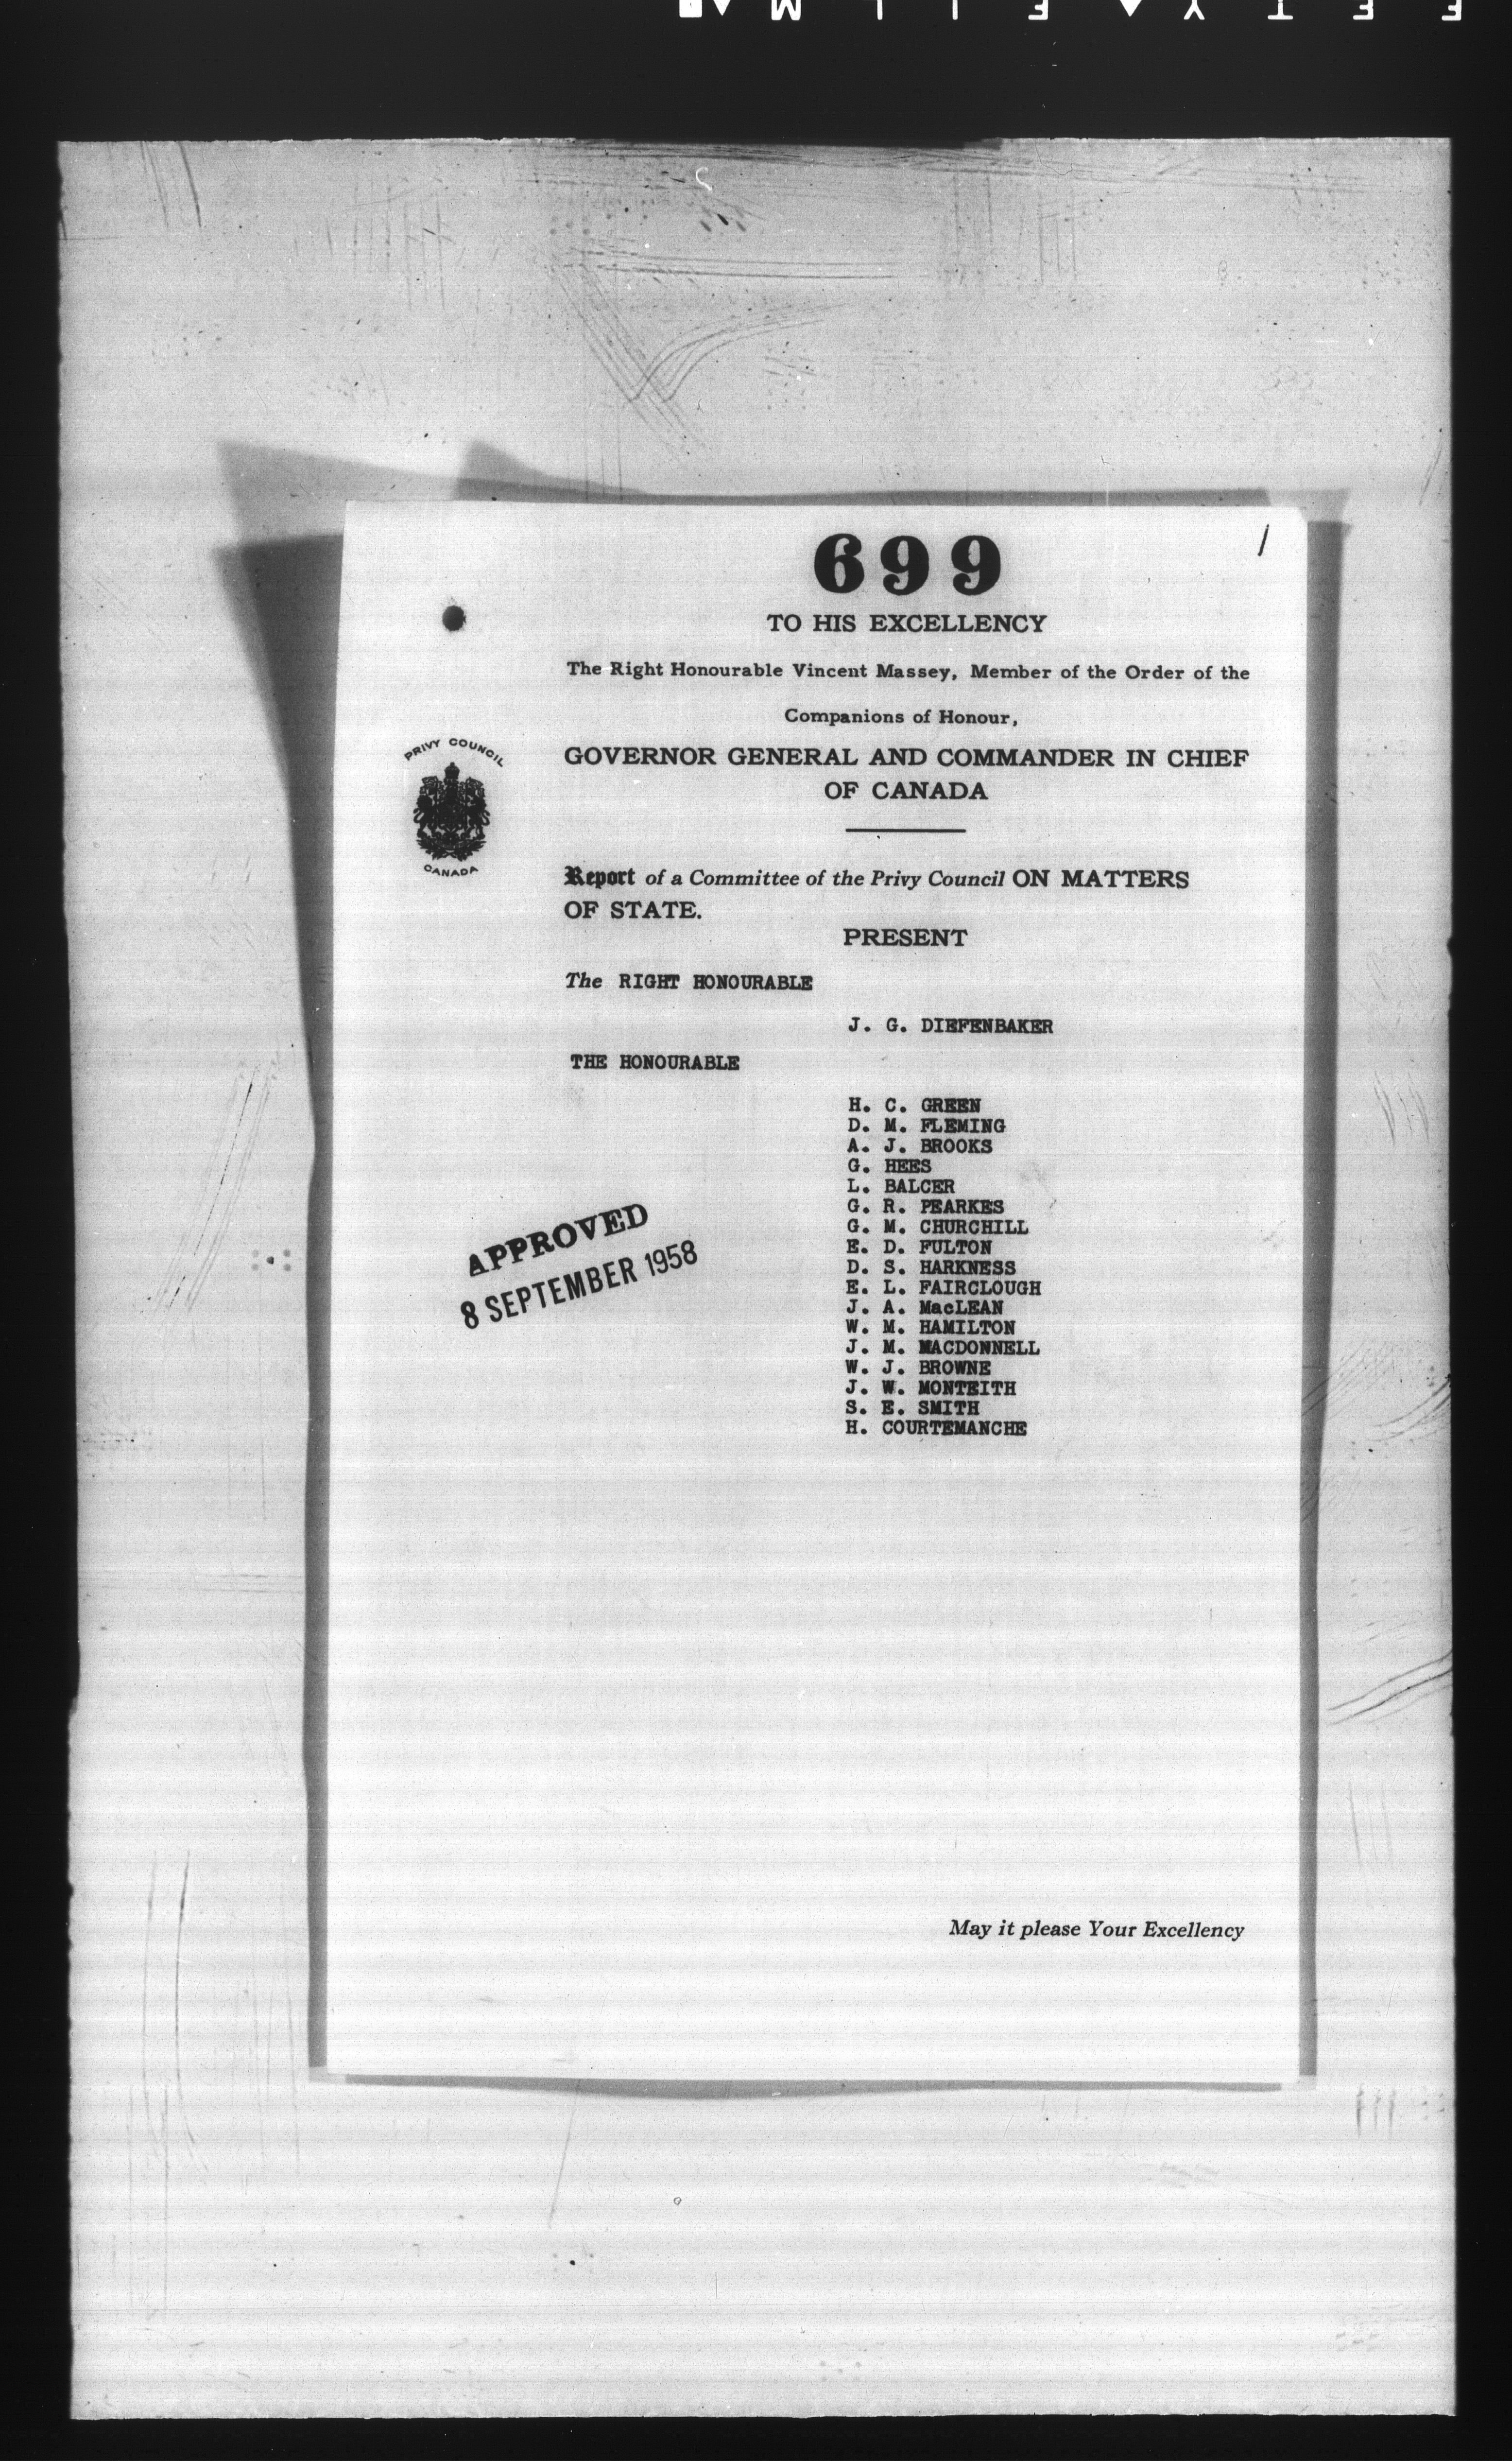 699
TO HIS EXCELLENCY
The Right Honourable Vincent Massey, Member of the Order of the
Companions of Honour,
GOVERNOR GENERAL AND COMMANDER IN CHIEF
OF CANADA
PRIVY COUNCIL
CANADA
Report of a Committee of the Privy Council ON MATTERS
OF STATE.
PRESENT
The RIGHT HONOURABLE
J. G. DIEFENBAKER
THE HONOURABLE
H. C. GREEN
D. M. FLEMING
A. J. BROOKS
G. HEES
L. BALCER
G. R. PEARKES
G. M. CHURCHILL
E. D. FULTON
D. S. HARKNESS
E. L. FAIRCLOUGH
J. A. MacLEAN
W. M. HAMILTON
J. M. MACDONNELL
W. J. BROWNE
J. W. MONTEITH
S. E. SMITH
H. COURTEMANCHE
APPROVED
8 SEPTEMBER 1958
May it please Your Excellency